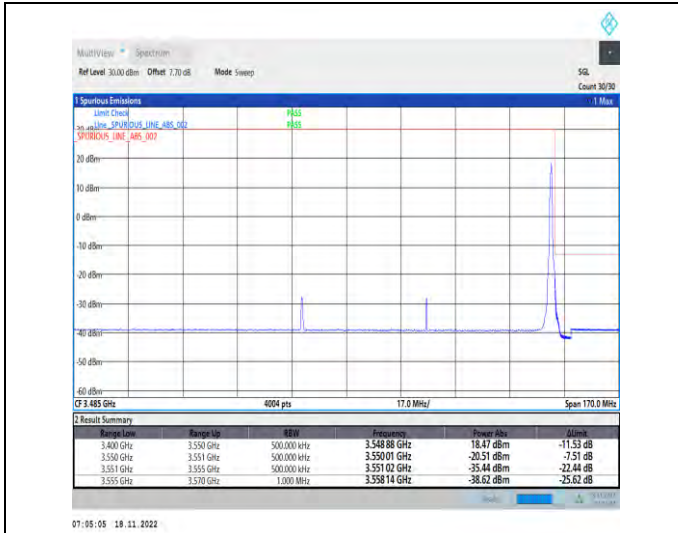 MultiView Spectrum
Ref Level 30.00 dBm Offset 7.70 dB Mode Sweep SGL
Count 30/30
1 Spurious Emissions 1 Max
Limit Check PASS
Line _SPURIOUS_LINE_ABS_002 PASS
_SPURIOUS_LINE_ABS_002
20 dBm
10 dBm
0 dBm
-10 dBm
-20 dBm
-30 dBm
-40 dBm
-50 dBm
-60 dBm
CF 3.485 GHz 4004 pts 17.0 MHz/ Span 170.0 MHz
2 Result Summary
Range Low Range Up RBW Frequency Power Abs ΔLimit
3.400 GHz 3.550 GHz 500.000 kHz 3.548 88 GHz 18.47 dBm -11.53 dB
3.550 GHz 3.551 GHz 500.000 kHz 3.550 01 GHz -20.51 dBm -7.51 dB
3.551 GHz 3.555 GHz 500.000 kHz 3.551 02 GHz -35.44 dBm -22.44 dB
3.555 GHz 3.570 GHz 1.000 MHz 3.558 14 GHz -38.62 dBm -25.62 dB
07:05:05 18.11.2022